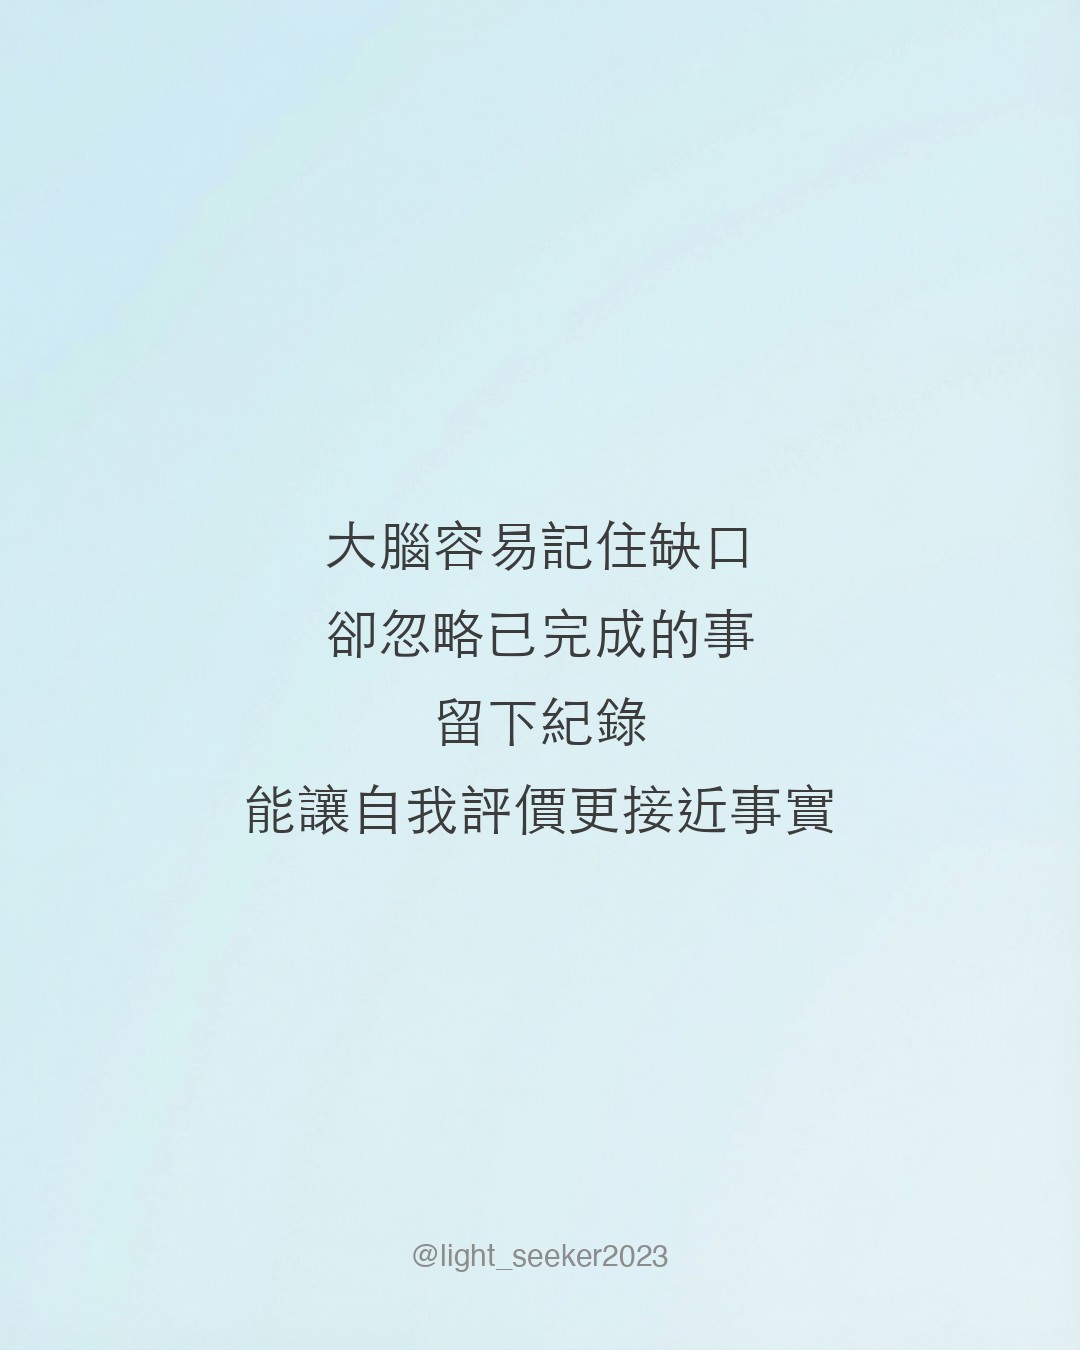 大腦容易記住缺口
卻忽略已完成的事
留下紀錄
能讓自我評價更接近事實
@light_seeker2023